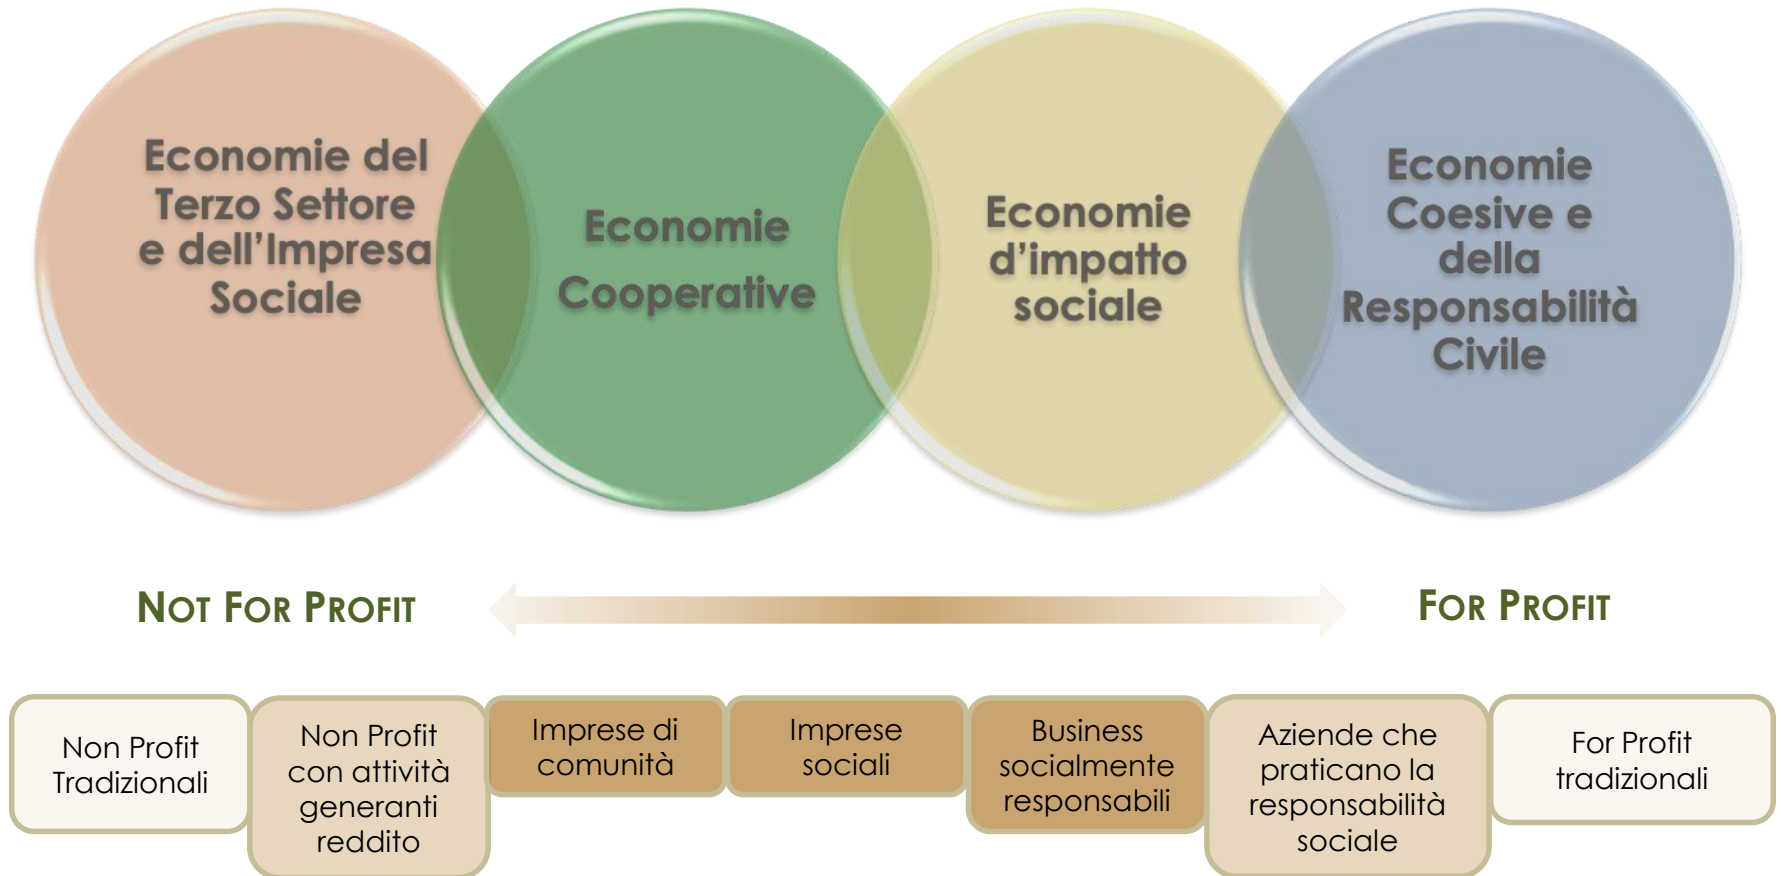 Economie del
Terzo Settore
e dell'Impresa
Sociale
Economie
Cooperative
Economie
d'impatto
sociale
Economie
Coesive e
della
Responsabilità
Civile
NOT FOR PROFIT
FOR PROFIT
Non Profit
Tradizionali
Non Profit
con attività
generanti
reddito
Imprese di
comunità
Imprese
sociali
Business
socialmente
responsabili
Aziende che
praticano la
responsabilità
sociale
For Profit
tradizionali